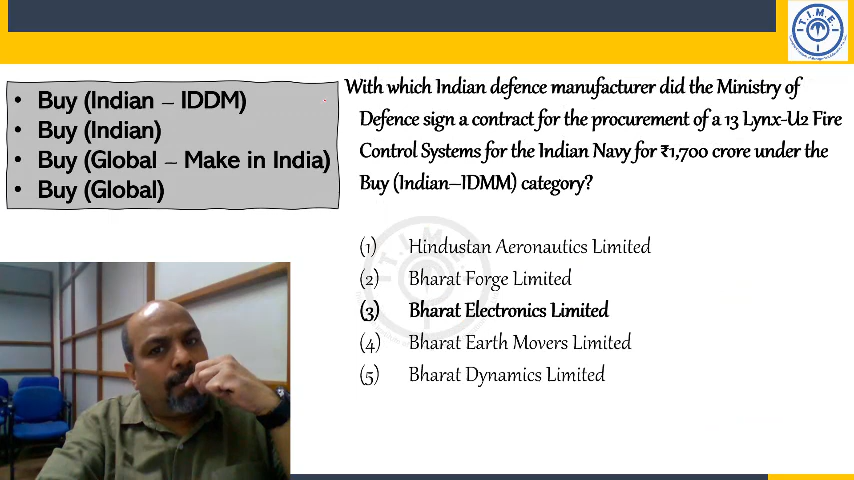 T.I.M.E.
• Buy (Indian – IDDM)
• Buy (Indian)
• Buy (Global – Make in India)
• Buy (Global)
With which Indian defence manufacturer did the Ministry of
Defence sign a contract for the procurement of a 13 Lynx-U2 Fire
Control Systems for the Indian Navy for ₹1,700 crore under the
Buy (Indian–IDMM) category?
(1) Hindustan Aeronautics Limited
(2) Bharat Forge Limited
(3) Bharat Electronics Limited
(4) Bharat Earth Movers Limited
(5) Bharat Dynamics Limited
T.I.M.E.